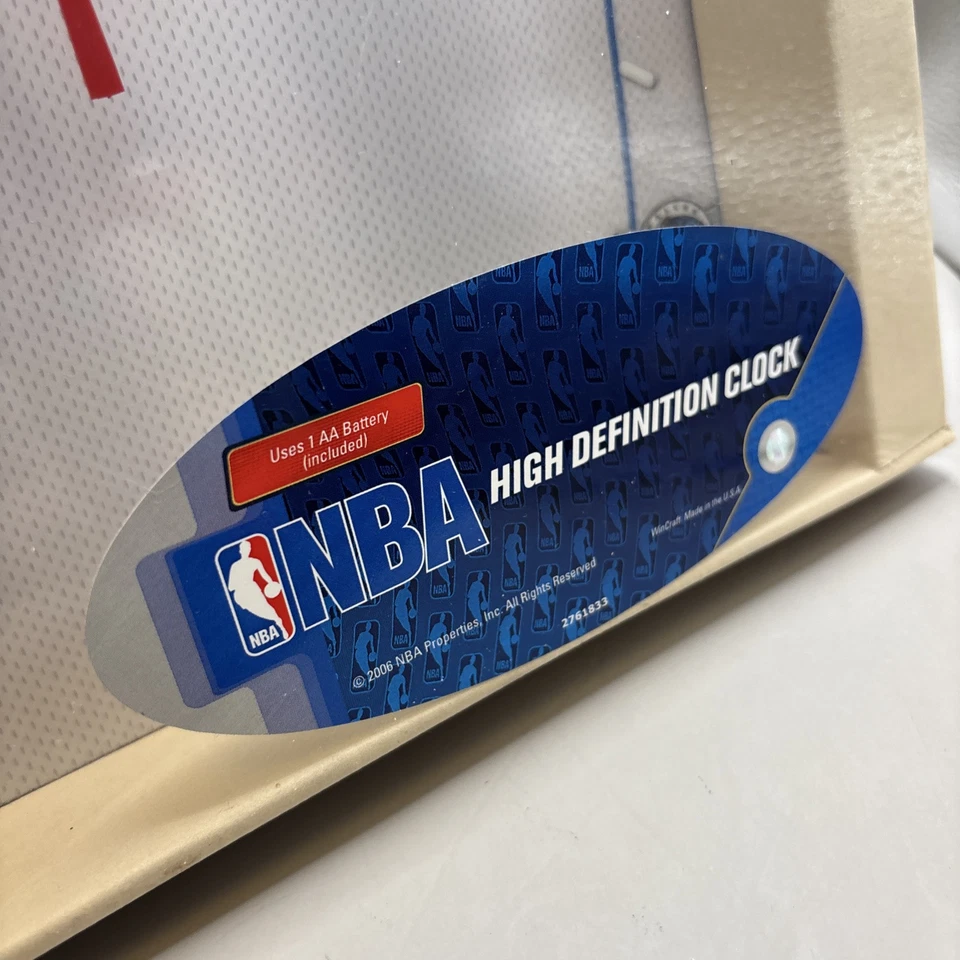 Uses 1 AA Battery
(included)
NBA
NBA
HIGH DEFINITION CLOCK
WinCraft Made in the U.S.A.
© 2006 NBA Properties, Inc. All Rights Reserved
2761833